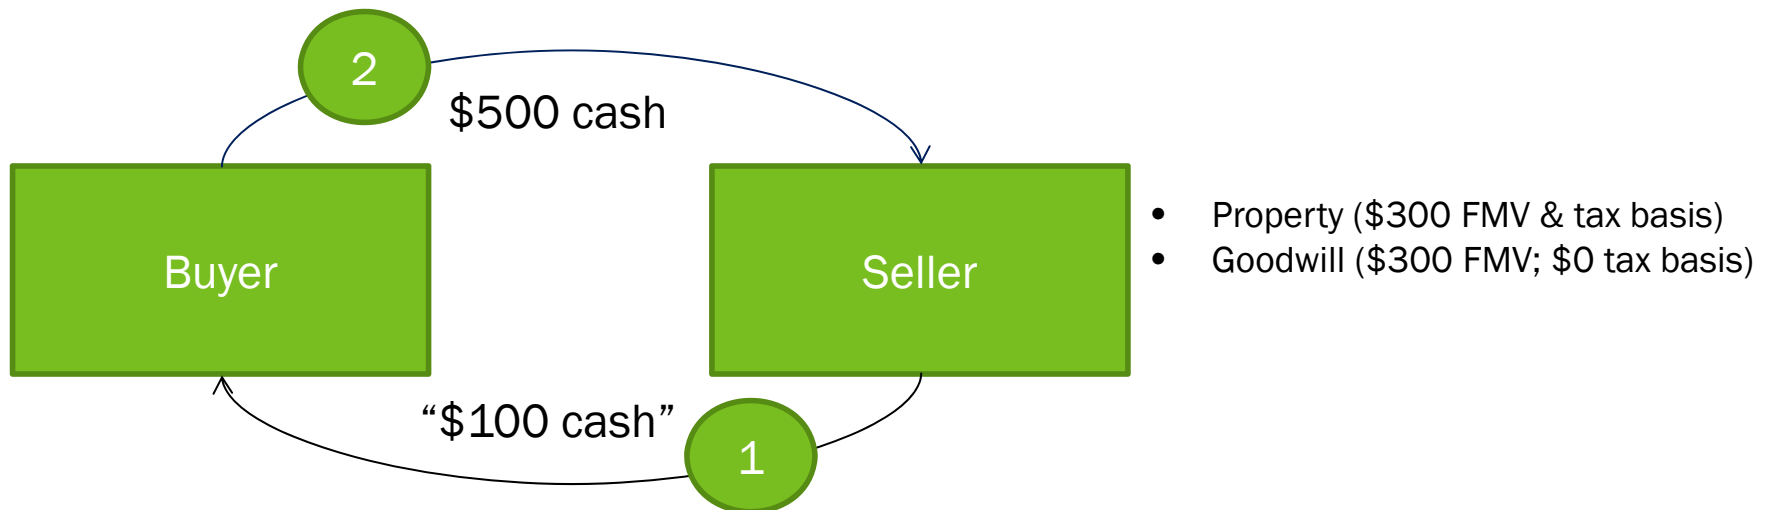 2
$500 cash
Buyer
Seller
• Property ($300 FMV & tax basis)
• Goodwill ($300 FMV; $0 tax basis)
“$100 cash”
1